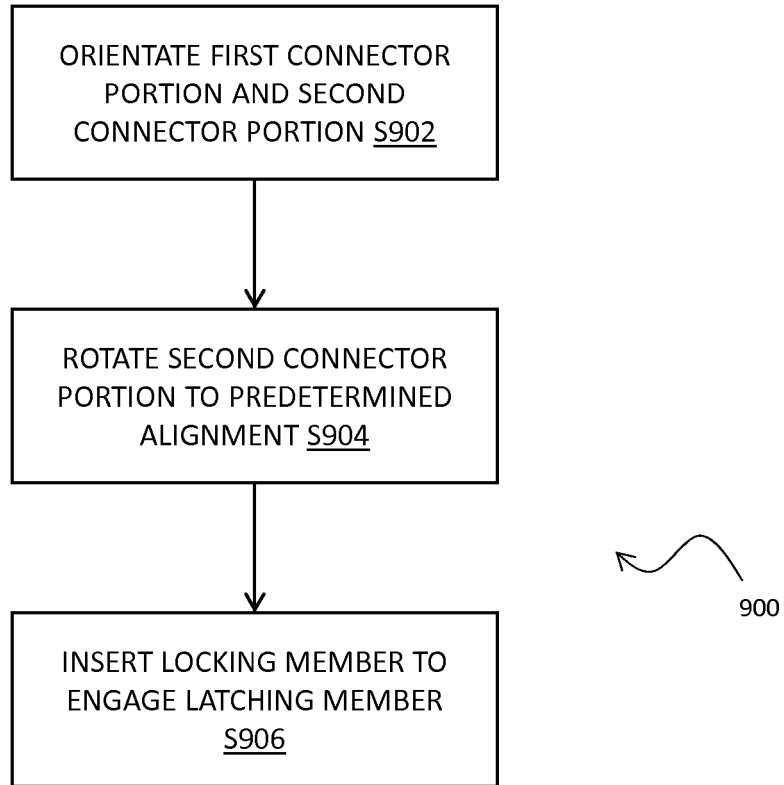 ORIENTATE FIRST CONNECTOR
PORTION AND SECOND
CONNECTOR PORTION S902
ROTATE SECOND CONNECTOR
PORTION TO PREDETERMINED
ALIGNMENT S904
900
INSERT LOCKING MEMBER TO
ENGAGE LATCHING MEMBER
S906